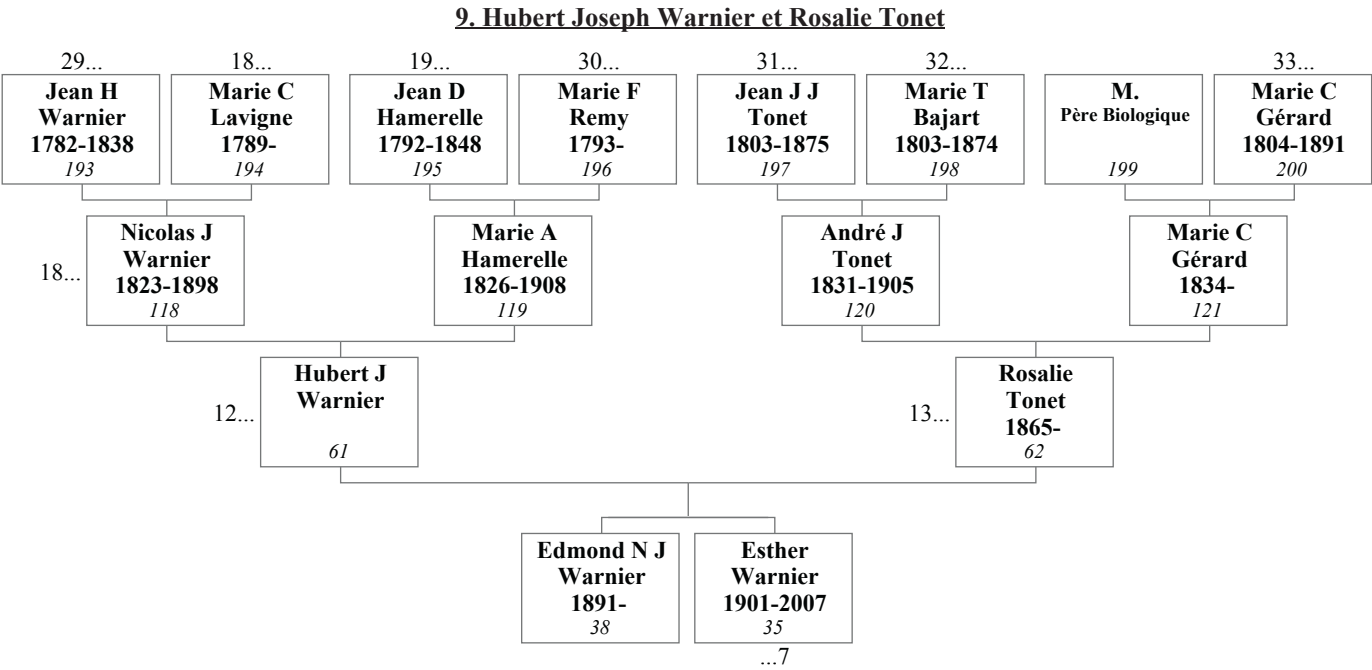 9. Hubert Joseph Warnier et Rosalie Tonet
29...
18...
19...
30...
31...
32...
33...
Jean H
Warnier
1782-1838
193
Marie C
Lavigne
1789-
194
Jean D
Hamerelle
1792-1848
195
Marie F
Remy
1793-
196
Jean J J
Tonet
1803-1875
197
Marie T
Bajart
1803-1874
198
M.
Père Biologique
199
Marie C
Gérard
1804-1891
200
18...
Nicolas J
Warnier
1823-1898
118
Marie A
Hamerelle
1826-1908
119
André J
Tonet
1831-1905
120
Marie C
Gérard
1834-
121
12...
Hubert J
Warnier
61
13...
Rosalie
Tonet
1865-
62
Edmond N J
Warnier
1891-
38
Esther
Warnier
1901-2007
35
...7